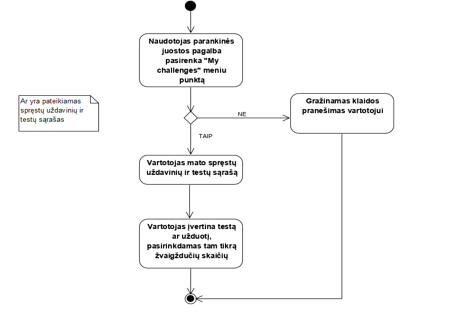 Naudotojas parankinės
juostos pagalba
pasirenka "My
challenges" meniu
punktą
Ar yra pateikiamas
spręstų uždavinių ir
testų sąrašas
NE
Gražinamas klaidos
pranešimas vartotojui
TAIP
Vartotojas mato spręstų
uždavinių ir testų sąrašą
Vartotojas įvertina testą
ar užduotį,
pasirinkdamas tam tikrą
žvaigždučių skaičių